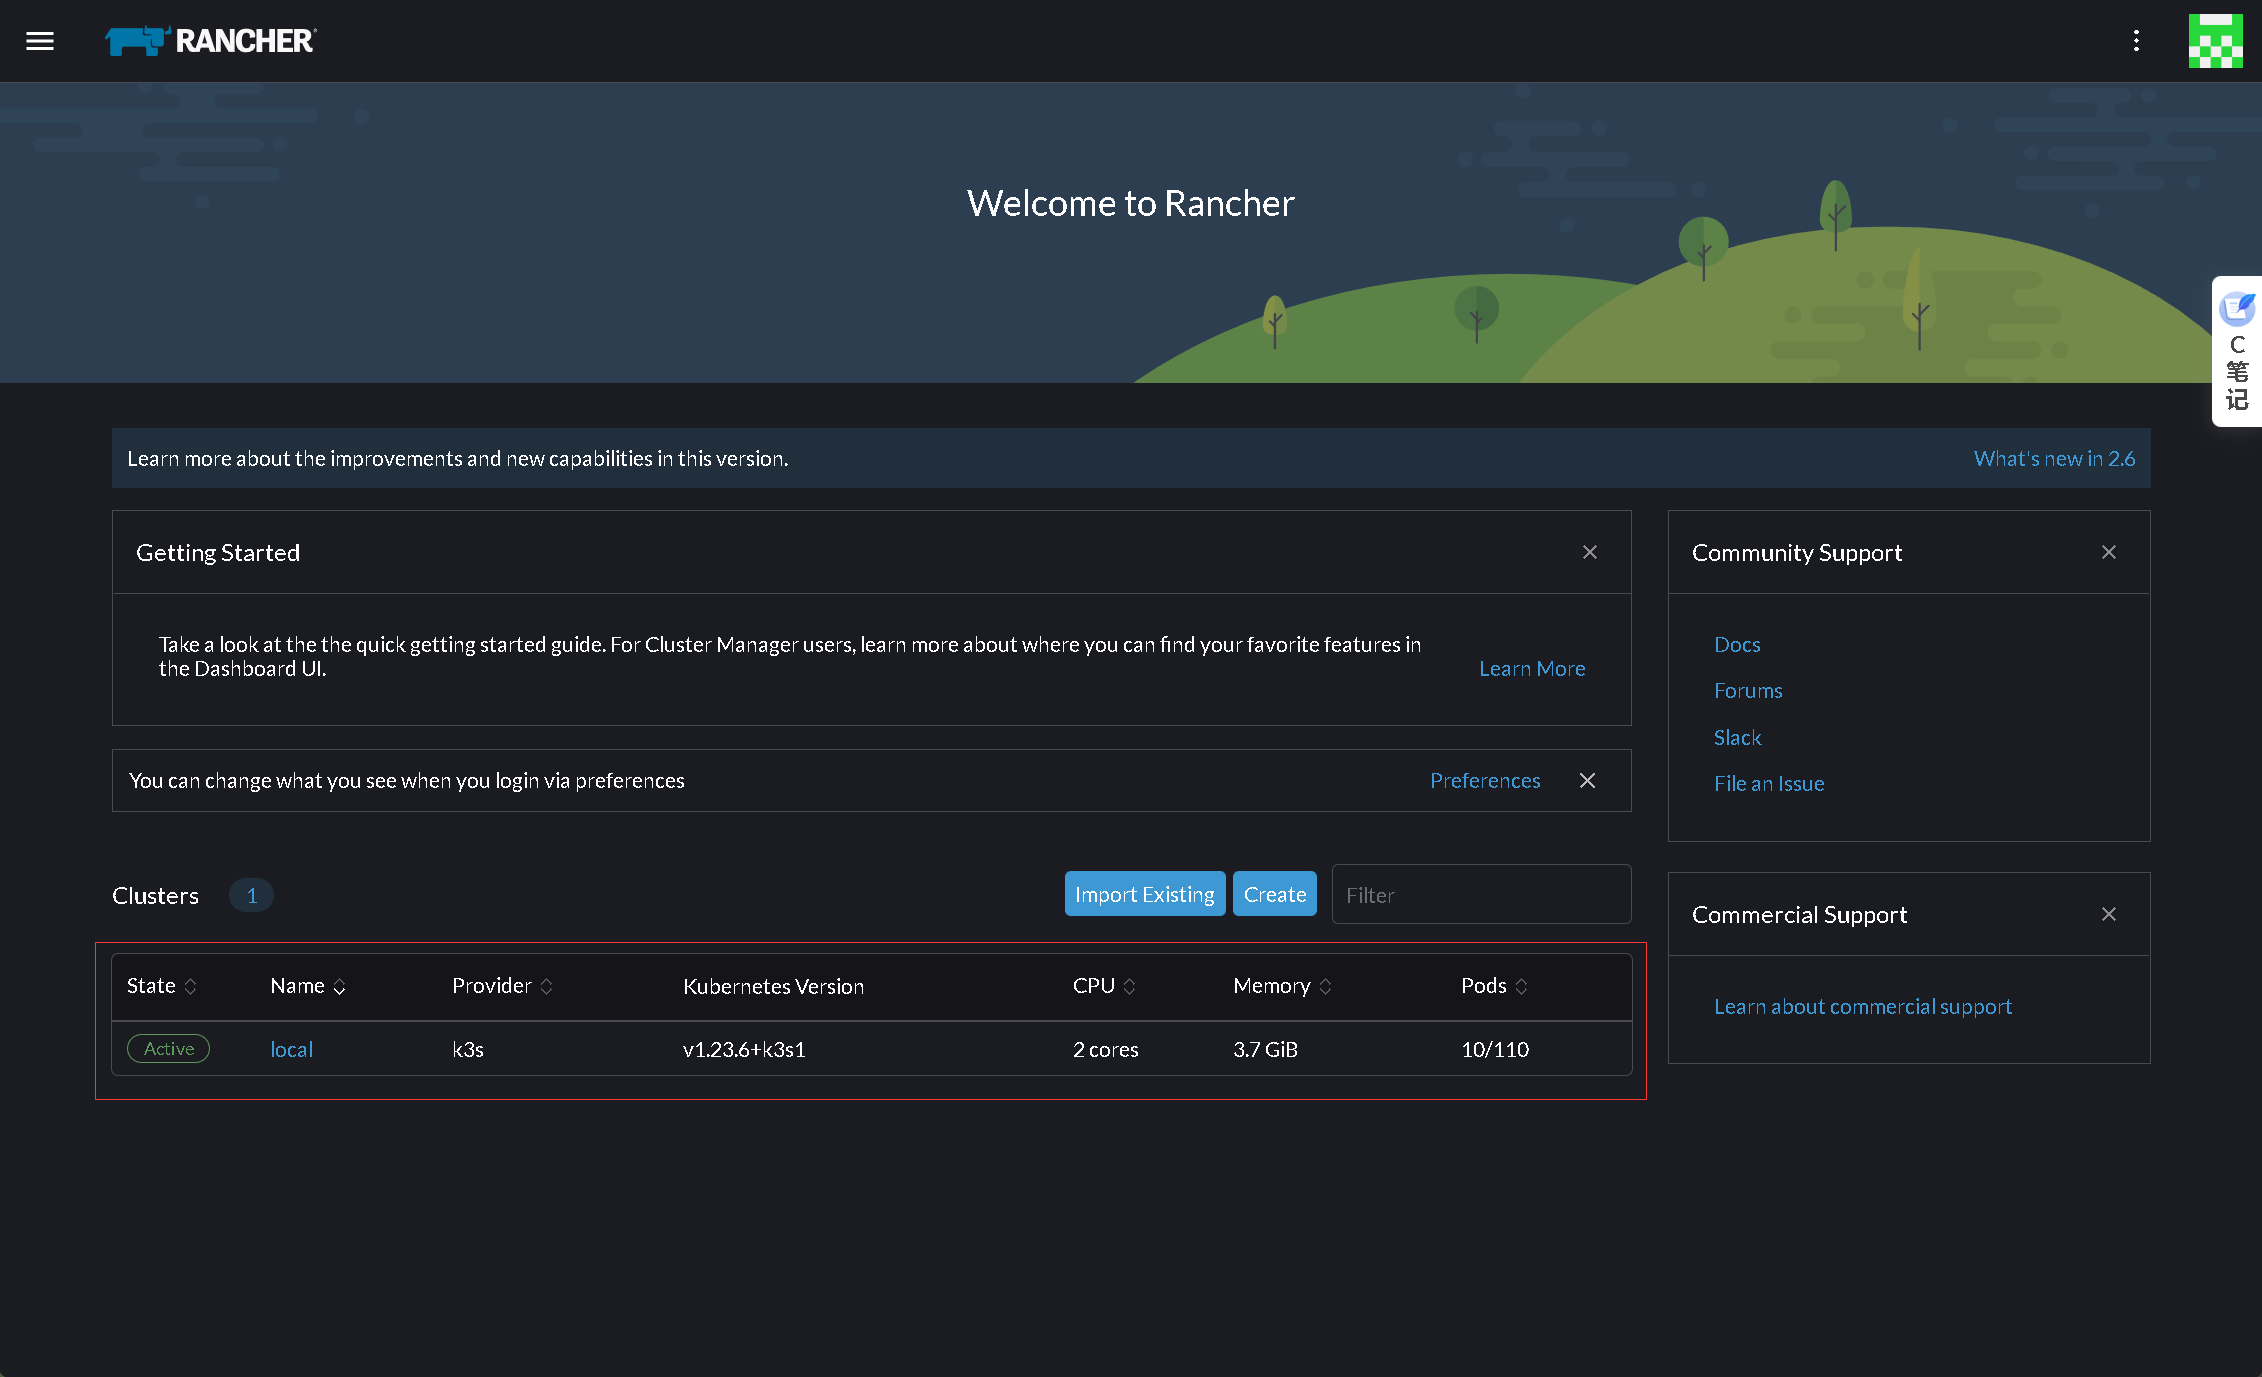 RANCHER
Welcome to Rancher
C
笔
记
Learn more about the improvements and new capabilities in this version.
What's new in 2.6
Getting Started
Take a look at the the quick getting started guide. For Cluster Manager users, learn more about where you can find your favorite features in
the Dashboard UI.
Learn More
You can change what you see when you login via preferences
Preferences
Community Support
Docs
Forums
Slack
File an Issue
Clusters 1
Import Existing Create Filter
State Name Provider Kubernetes Version CPU Memory Pods
Active local k3s v1.23.6+k3s1 2 cores 3.7 GiB 10/110
Commercial Support
Learn about commercial support